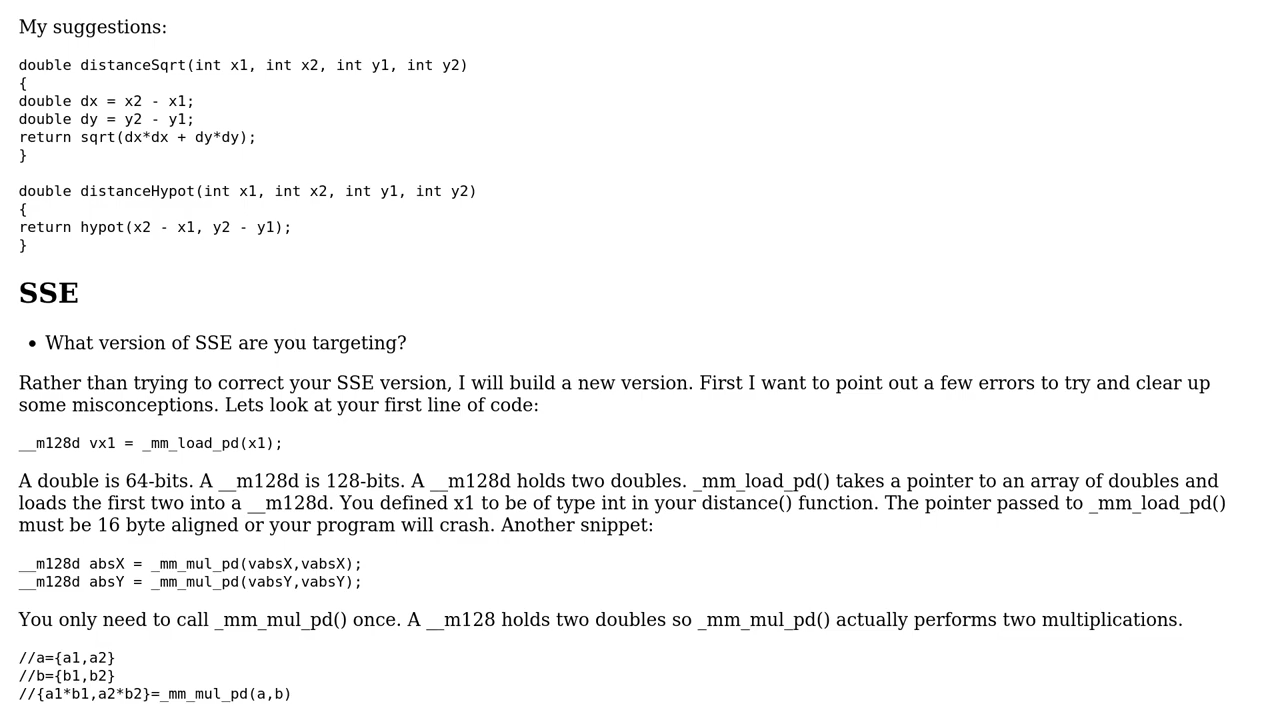 My suggestions:
double distanceSqrt(int x1, int x2, int y1, int y2)
{
double dx = x2 - x1;
double dy = y2 - y1;
return sqrt(dx*dx + dy*dy);
}
double distanceHypot(int x1, int x2, int y1, int y2)
{
return hypot(x2 - x1, y2 - y1);
}
SSE
• What version of SSE are you targeting?
Rather than trying to correct your SSE version, I will build a new version. First I want to point out a few errors to try and clear up
some misconceptions. Lets look at your first line of code:
__m128d vx1 = _mm_load_pd(x1);
A double is 64-bits. A __m128d is 128-bits. A __m128d holds two doubles. _mm_load_pd() takes a pointer to an array of doubles and
loads the first two into a __m128d. You defined x1 to be of type int in your distance() function. The pointer passed to _mm_load_pd()
must be 16 byte aligned or your program will crash. Another snippet:
__m128d absX = _mm_mul_pd(vabsX,vabsX);
__m128d absY = _mm_mul_pd(vabsY,vabsY);
You only need to call _mm_mul_pd() once. A __m128 holds two doubles so _mm_mul_pd() actually performs two multiplications.
//a={a1,a2}
//b={b1,b2}
//{a1*b1,a2*b2}=_mm_mul_pd(a,b)